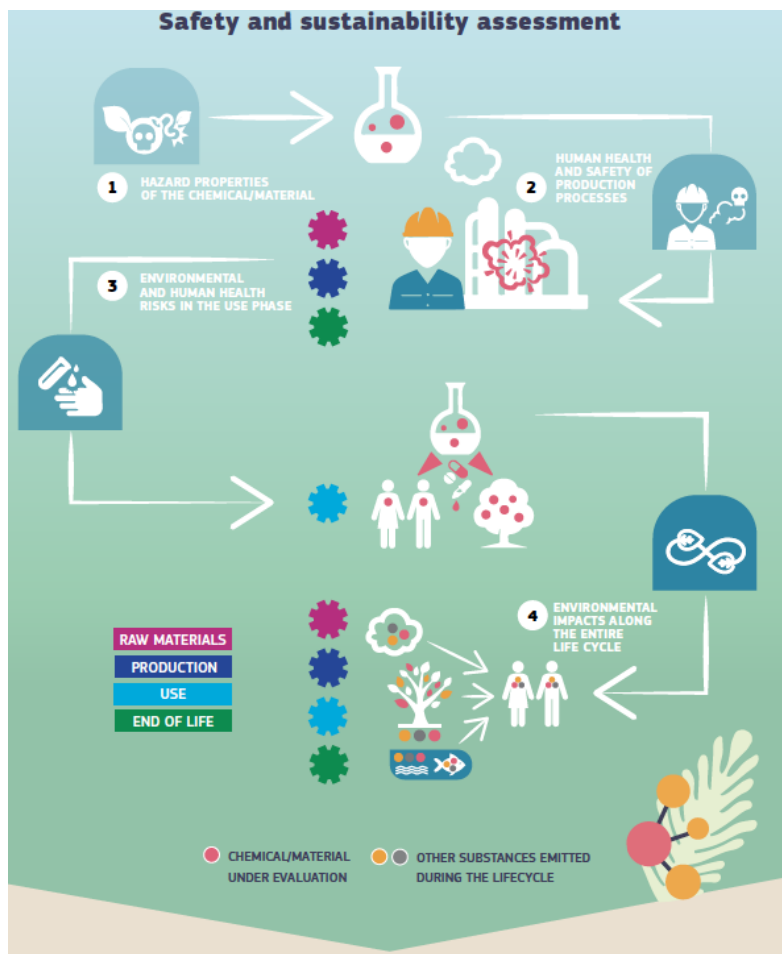 Safety and sustainability assessment
1
HAZARD PROPERTIES
OF THE CHEMICAL/MATERIAL
2
HUMAN HEALTH
AND SAFETY OF
PRODUCTION
PROCESSES
3
ENVIRONMENTAL
AND HUMAN HEALTH
RISKS IN THE USE PHASE
4
ENVIRONMENTAL
IMPACTS ALONG
THE ENTIRE
LIFE CYCLE
RAW MATERIALS
PRODUCTION
USE
END OF LIFE
CHEMICAL/MATERIAL
UNDER EVALUATION
OTHER SUBSTANCES EMITTED
DURING THE LIFECYCLE